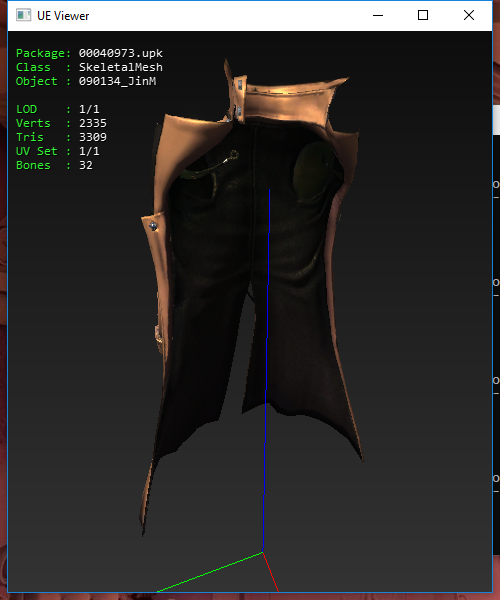 UE Viewer
Package: 00040973.upk
Class : SkeletalMesh
Object : 090134_JinM
LOD : 1/1
Verts : 2335
Tris : 3309
UV Set : 1/1
Bones : 32